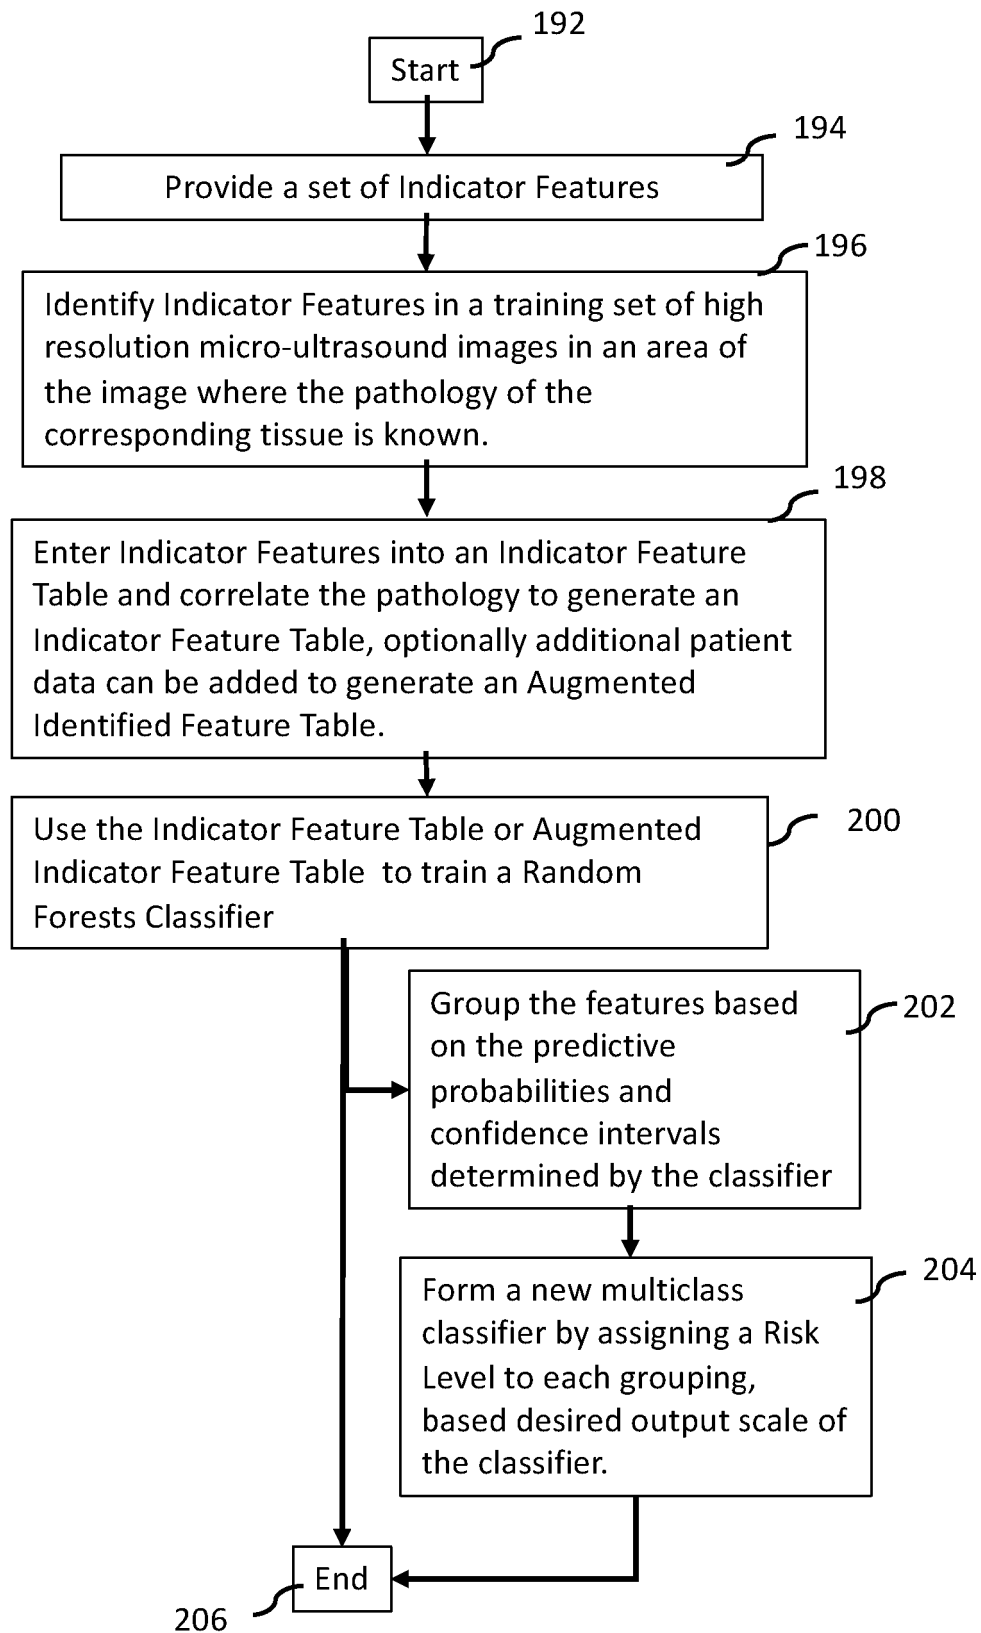 192
Start
194
Provide a set of Indicator Features
196
Identify Indicator Features in a training set of high
resolution micro-ultrasound images in an area of
the image where the pathology of the
corresponding tissue is known.
198
Enter Indicator Features into an Indicator Feature
Table and correlate the pathology to generate an
Indicator Feature Table, optionally additional patient
data can be added to generate an Augmented
Identified Feature Table.
200
Use the Indicator Feature Table or Augmented
Indicator Feature Table to train a Random
Forests Classifier
202
Group the features based
on the predictive
probabilities and
confidence intervals
determined by the classifier
204
Form a new multiclass
classifier by assigning a Risk
Level to each grouping,
based desired output scale of
the classifier.
End
206